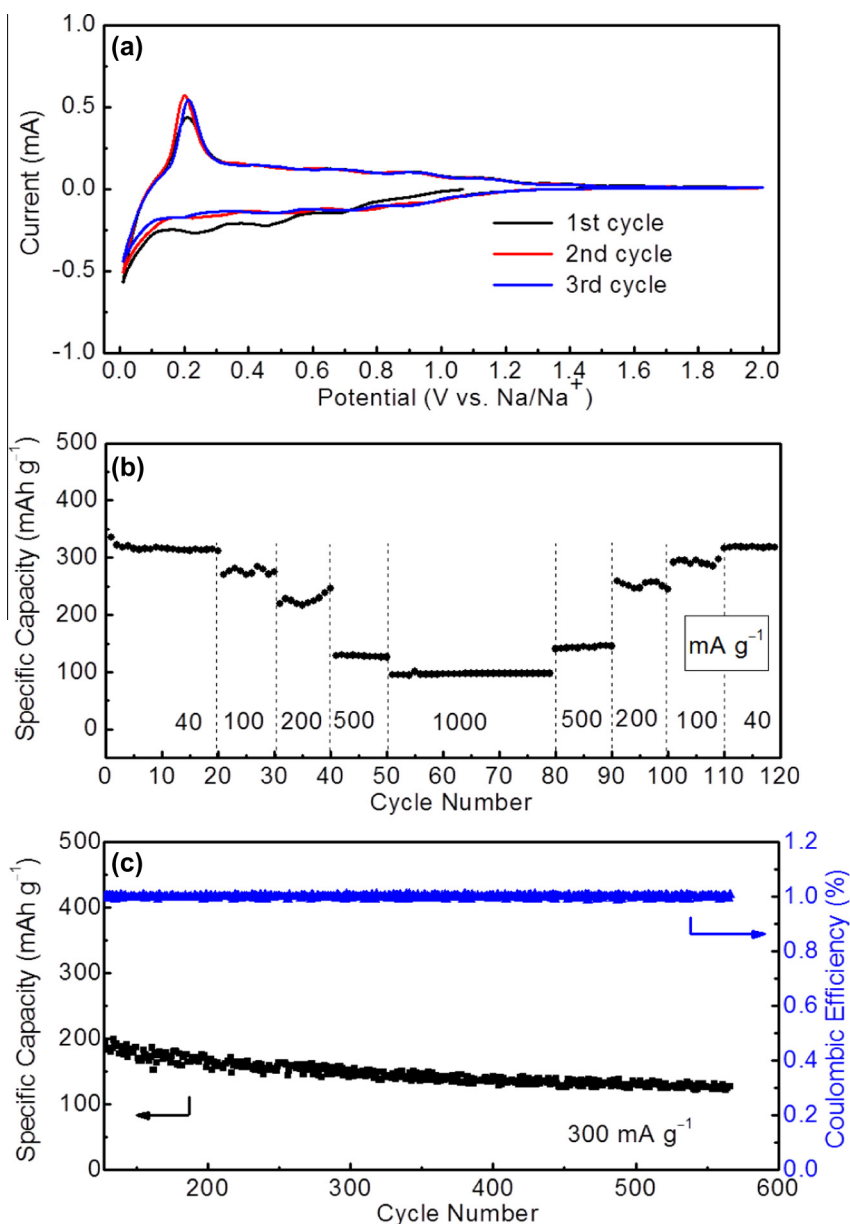 (a)
1.0
0.5
0.0
-0.5
-1.0
Current (mA)
1st cycle
2nd cycle
3rd cycle
0.0 0.2 0.4 0.6 0.8 1.0 1.2 1.4 1.6 1.8 2.0
Potential (V vs. Na/Na⁺)
(b)
500
400
300
200
100
0
Specific Capacity (mAh g⁻¹)
mA g⁻¹
40 100 200 500 1000 500 200 100 40
0 10 20 30 40 50 60 70 80 90 100 110 120
Cycle Number
(c)
500
400
300
200
100
0
Specific Capacity (mAh g⁻¹)
1.2
1.0
0.8
0.6
0.4
0.2
0.0
Coulombic Efficiency (%)
300 mA g⁻¹
200 300 400 500 600
Cycle Number